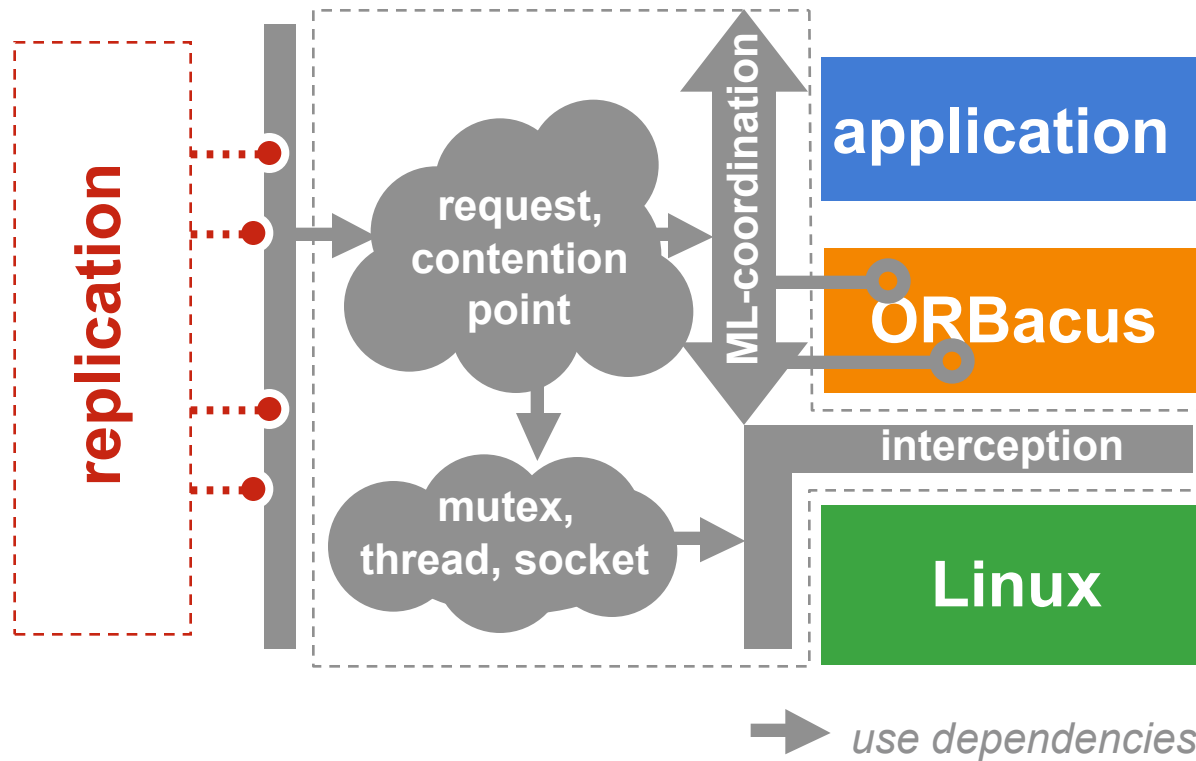 replication
request,
contention
point
mutex,
thread, socket
ML-coordination
application
ORBacus
interception
Linux
use dependencies